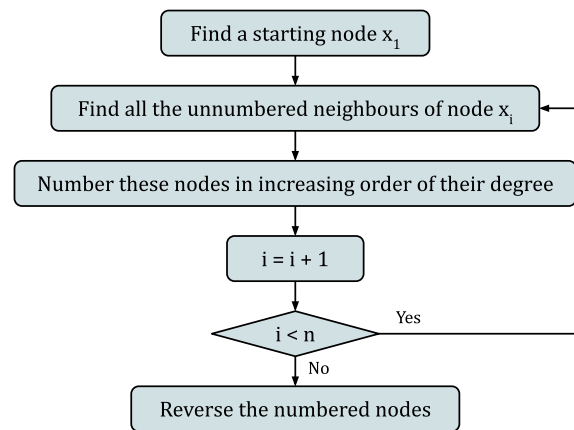 Find a starting node x₁
Find all the unnumbered neighbours of node xᵢ
Number these nodes in increasing order of their degree
i = i + 1
i < n
Yes
No
Reverse the numbered nodes